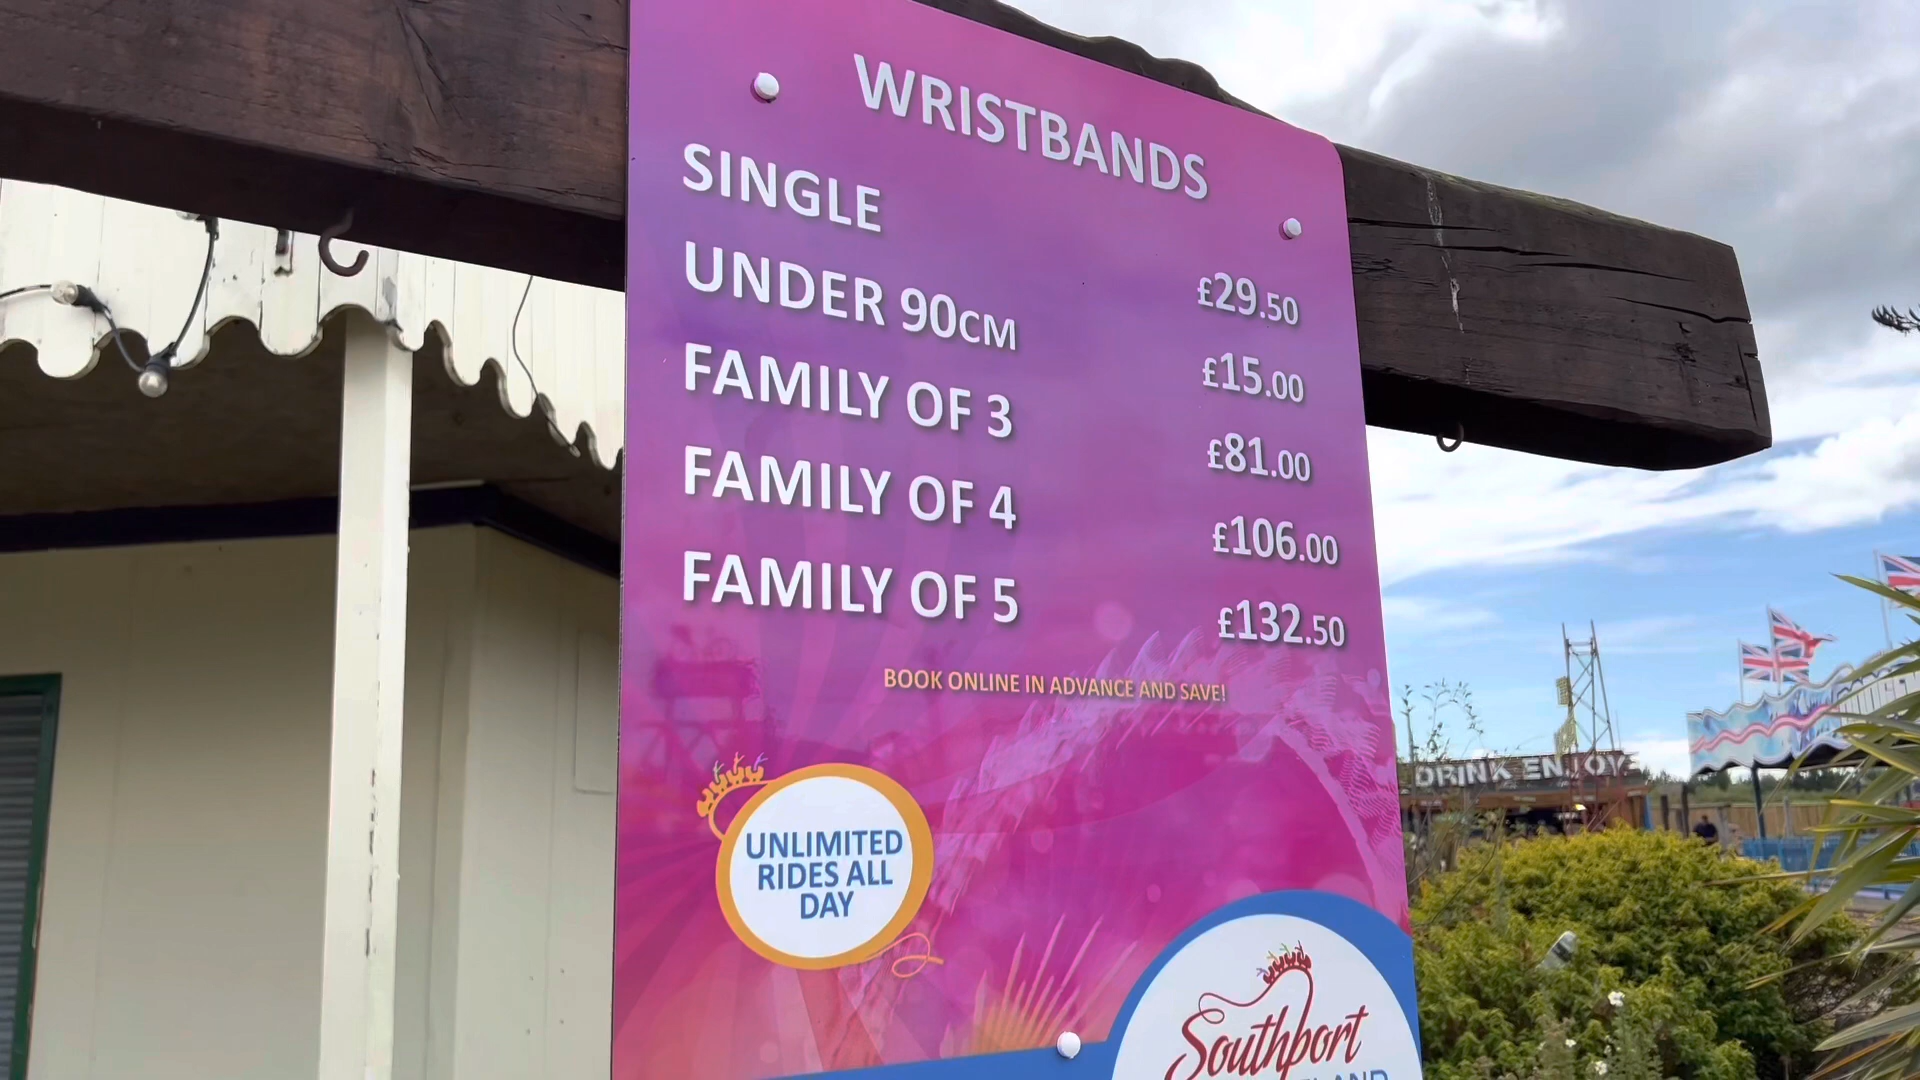 WRISTBANDS
SINGLE £29.50
UNDER 90CM £15.00
FAMILY OF 3 £81.00
FAMILY OF 4 £106.00
FAMILY OF 5 £132.50
BOOK ONLINE IN ADVANCE AND SAVE!
UNLIMITED
RIDES ALL
DAY
Southport
DRINK ENJOY